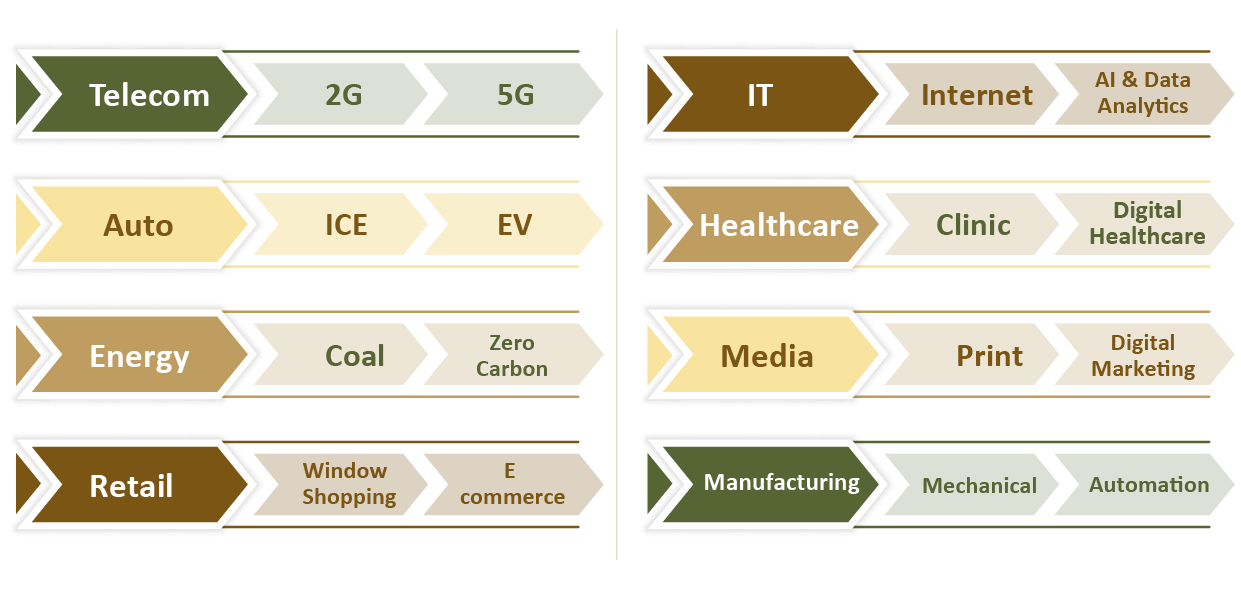 Telecom
2G
5G
Auto
ICE
EV
Energy
Coal
Zero
Carbon
Retail
Window
Shopping
E
commerce
IT
Internet
AI & Data
Analytics
Healthcare
Clinic
Digital
Healthcare
Media
Print
Digital
Marketing
Manufacturing
Mechanical
Automation